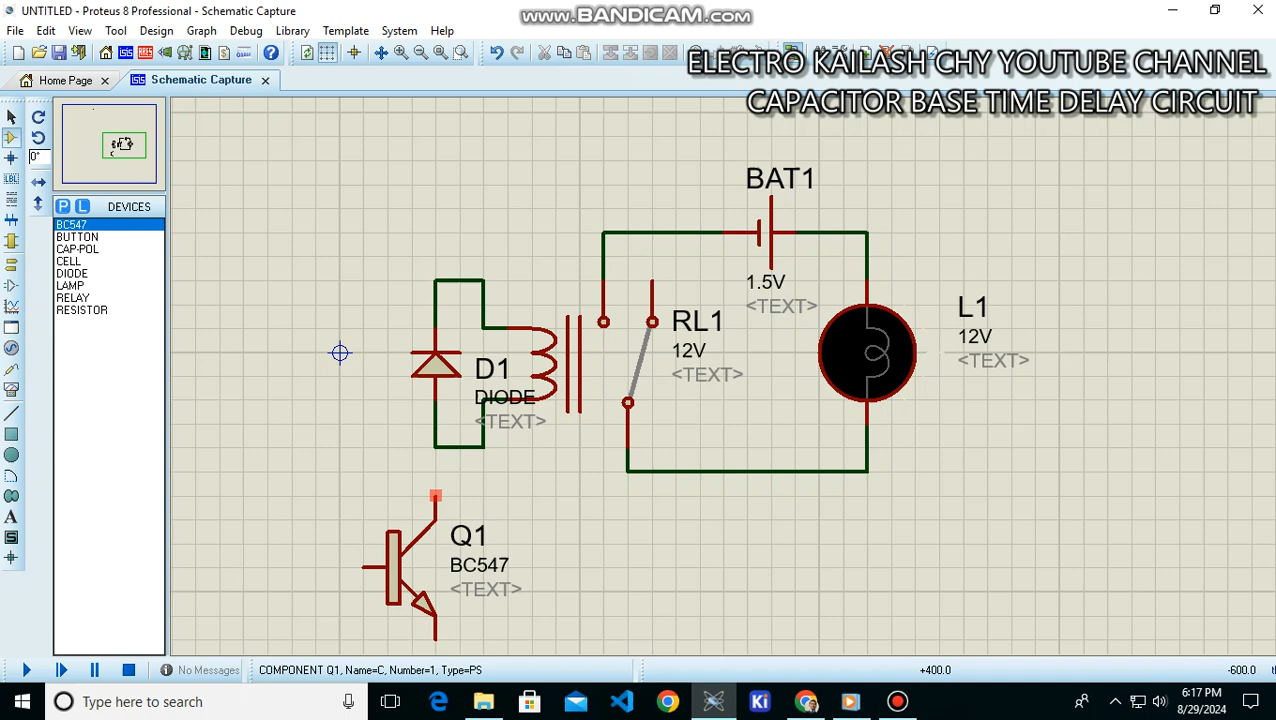 UNTITLED - Proteus 8 Professional - Schematic Capture
www.BANDICAM.com
File Edit View Tool Design Graph Debug Library Template System Help
ELECTRO KAILASH CHY YOUTUBE CHANNEL
Home Page
Schematic Capture
CAPACITOR BASE TIME DELAY CIRCUIT
0°
LBL
P L DEVICES
BC547
BUTTON
CAP-POL
CELL
DIODE
LAMP
RELAY
RESISTOR
BAT1
1.5V
<TEXT>
RL1
12V
<TEXT>
L1
12V
<TEXT>
D1
DIODE
<TEXT>
Q1
BC547
<TEXT>
No Messages
COMPONENT Q1, Name=C, Number=1, Type=PS
+400.0
-600.0
Type here to search
6:17 PM
8/29/2024